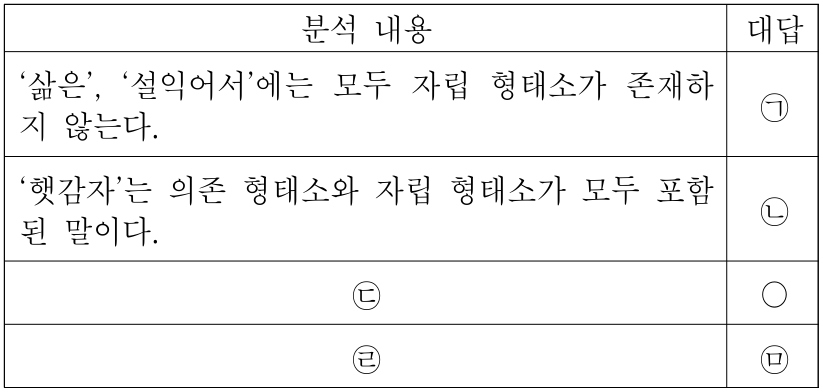 분석 내용 대답
‘삶은’, ‘설익어서’에는 모두 자립 형태소가 존재하
지 않는다.
㉠
‘햇감자’는 의존 형태소와 자립 형태소가 모두 포함
된 말이다.
㉡
㉢ ○
㉣ ㉤